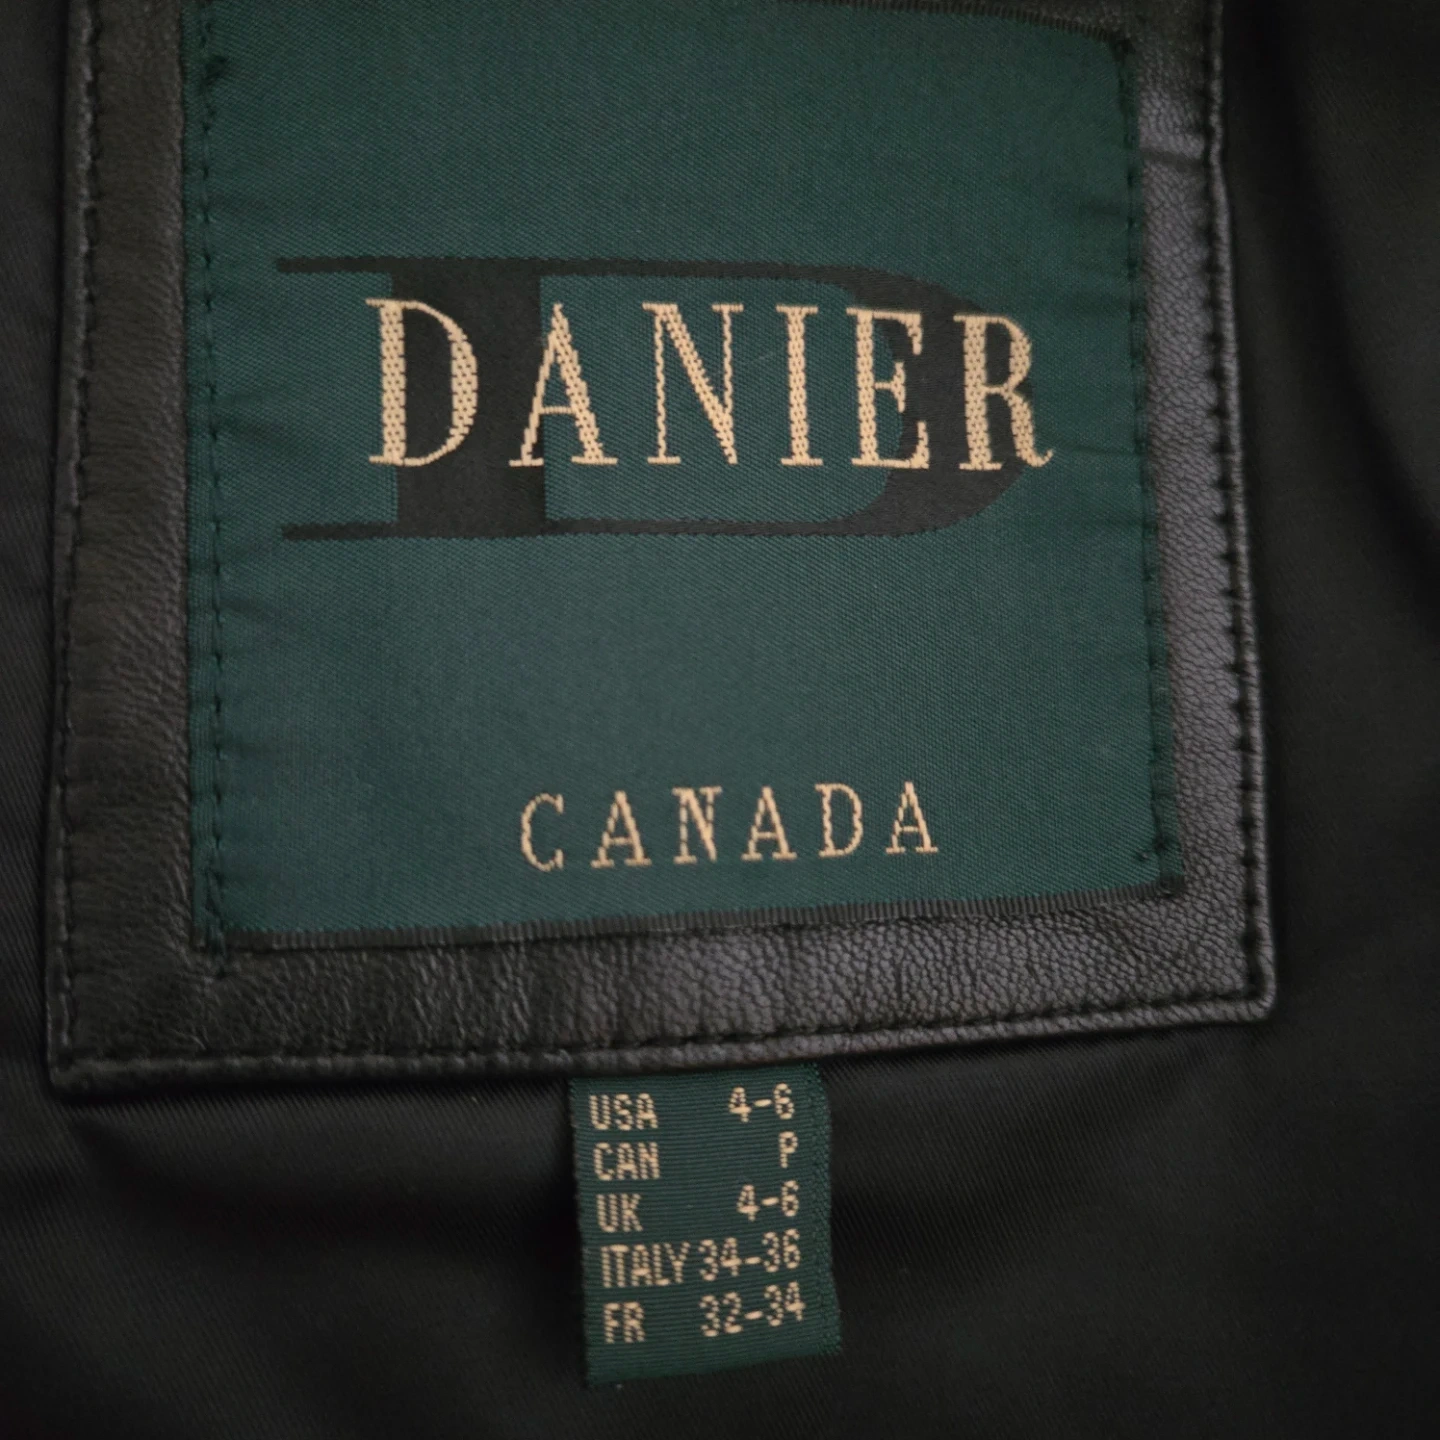 DANIER
CANADA
USA 4-6
CAN P
UK 4-6
ITALY 34-36
FR 32-34